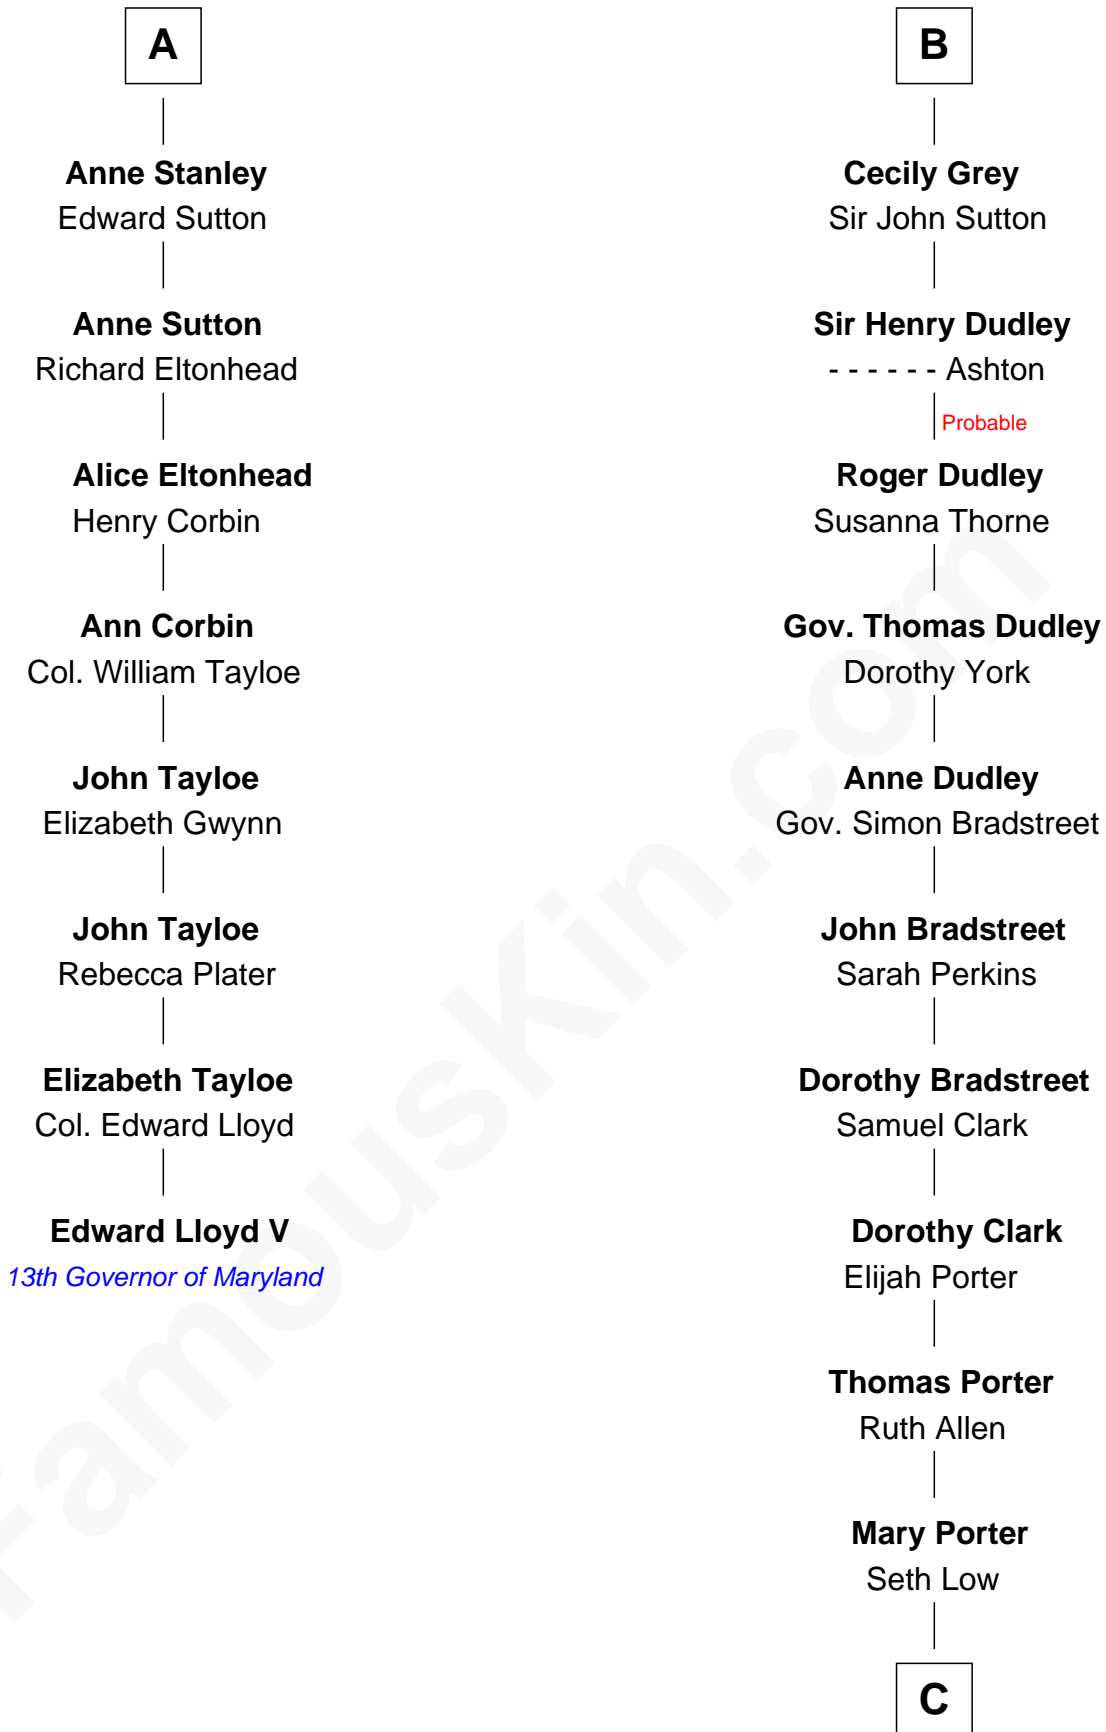 A
Anne Stanley
Edward Sutton
Anne Sutton
Richard Eltonhead
Alice Eltonhead
Henry Corbin
Ann Corbin
Col. William Tayloe
John Tayloe
Elizabeth Gwynn
John Tayloe
Rebecca Plater
Elizabeth Tayloe
Col. Edward Lloyd
Edward Lloyd V
13th Governor of Maryland
B
Cecily Grey
Sir John Sutton
Sir Henry Dudley
- - - - - - Ashton
Probable
Roger Dudley
Susanna Thorne
Gov. Thomas Dudley
Dorothy York
Anne Dudley
Gov. Simon Bradstreet
John Bradstreet
Sarah Perkins
Dorothy Bradstreet
Samuel Clark
Dorothy Clark
Elijah Porter
Thomas Porter
Ruth Allen
Mary Porter
Seth Low
C
FamousKin.com